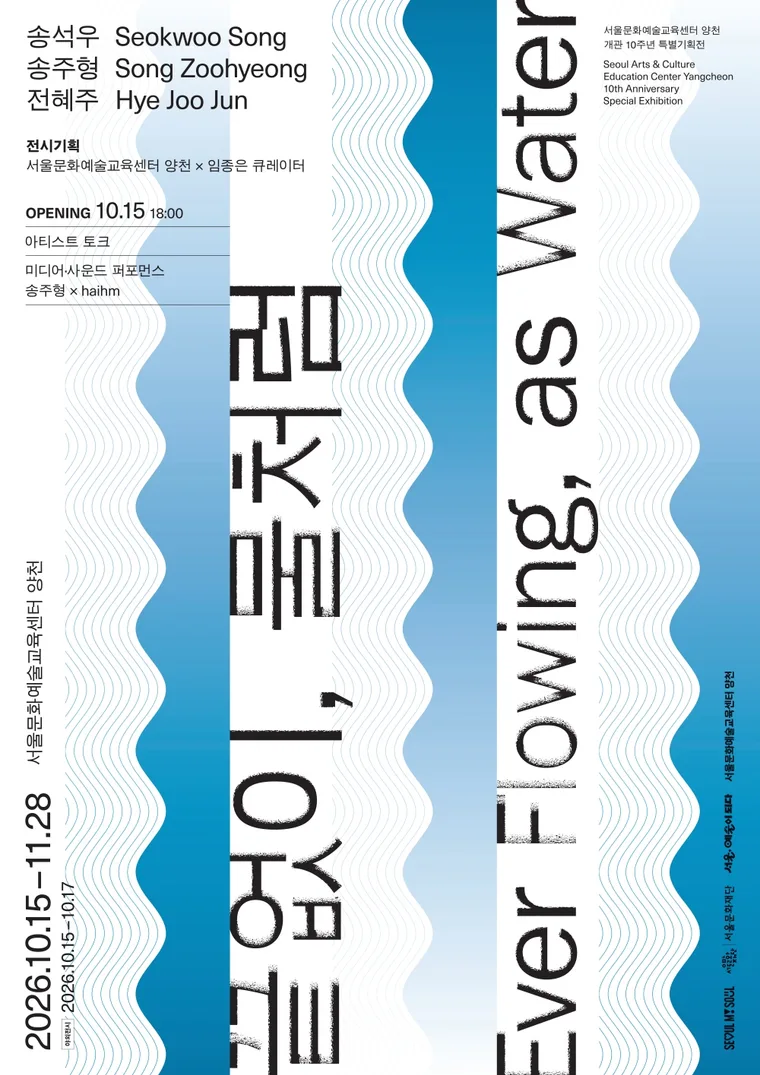 송석우 Seokwoo Song
송주형 Song Zoohyeong
전혜주 Hye Joo Jun
전시기획
서울문화예술교육센터 양천 × 임종은 큐레이터
OPENING 10.15 18:00
아티스트 토크
미디어·사운드 퍼포먼스
송주형 × haihm
서울문화예술교육센터 양천
개관 10주년 특별기획전
Seoul Arts & Culture
Education Center Yangcheon
10th Anniversary
Special Exhibition
끝없이, 물처럼
Ever Flowing, as Water
2026.10.15–11.28 서울문화예술교육센터 양천
야외전시 2026.10.15–10.17
SEOUL MY SOUL
서울문화재단
서울, 예술이 되다
서울문화예술교육센터 양천